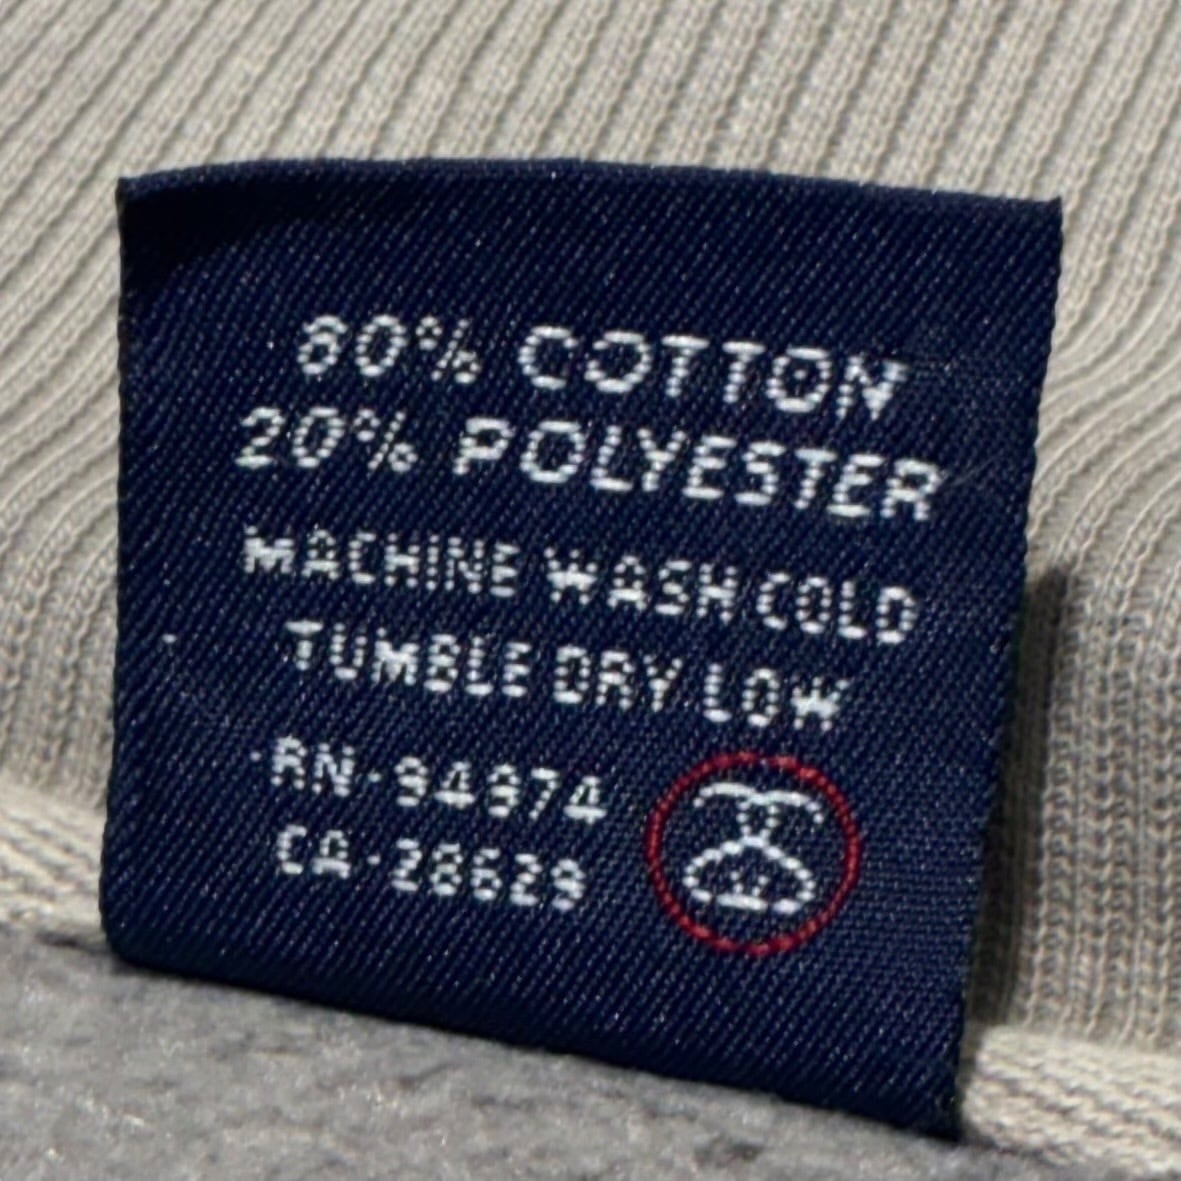 80% COTTON
20% POLYESTER
MACHINE WASH COLD
TUMBLE DRY LOW
RN-94974
CA-28629